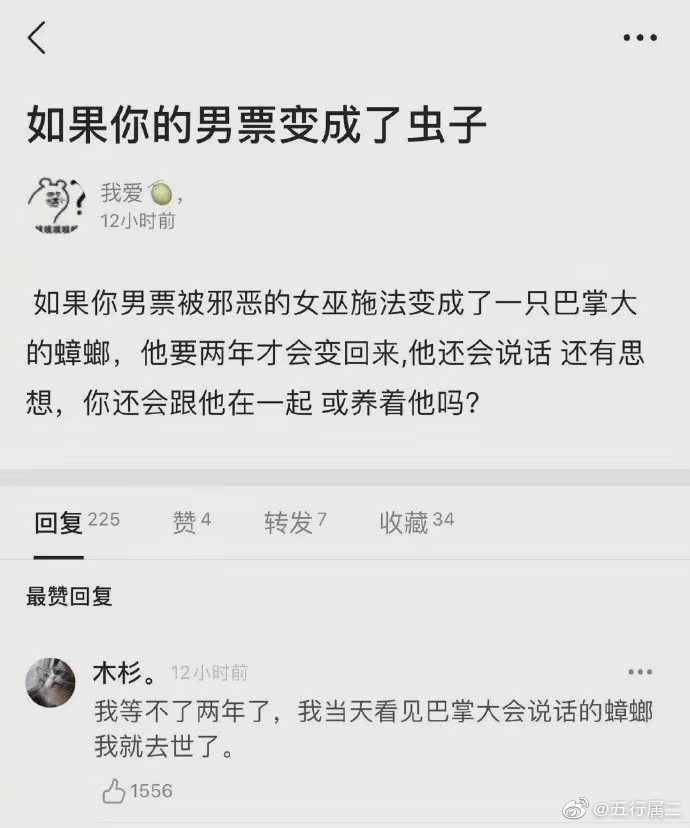 如果你的男票变成了虫子
我爱🍈,
12小时前
如果你男票被邪恶的女巫施法变成了一只巴掌大
的蟑螂，他要两年才会变回来,他还会说话 还有思
想，你还会跟他在一起 或养着他吗?
回复 225 赞 4 转发 7 收藏 34
最赞回复
木杉。 12小时前
我等不了两年了，我当天看见巴掌大会说话的蟑螂
我就去世了。
1556
@五行属二